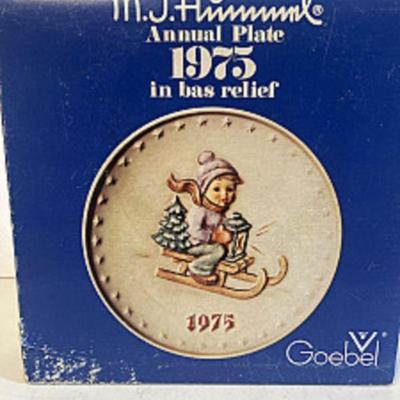 M.J. Hummel®
Annual Plate
1975
in bas relief
1975
Goebel